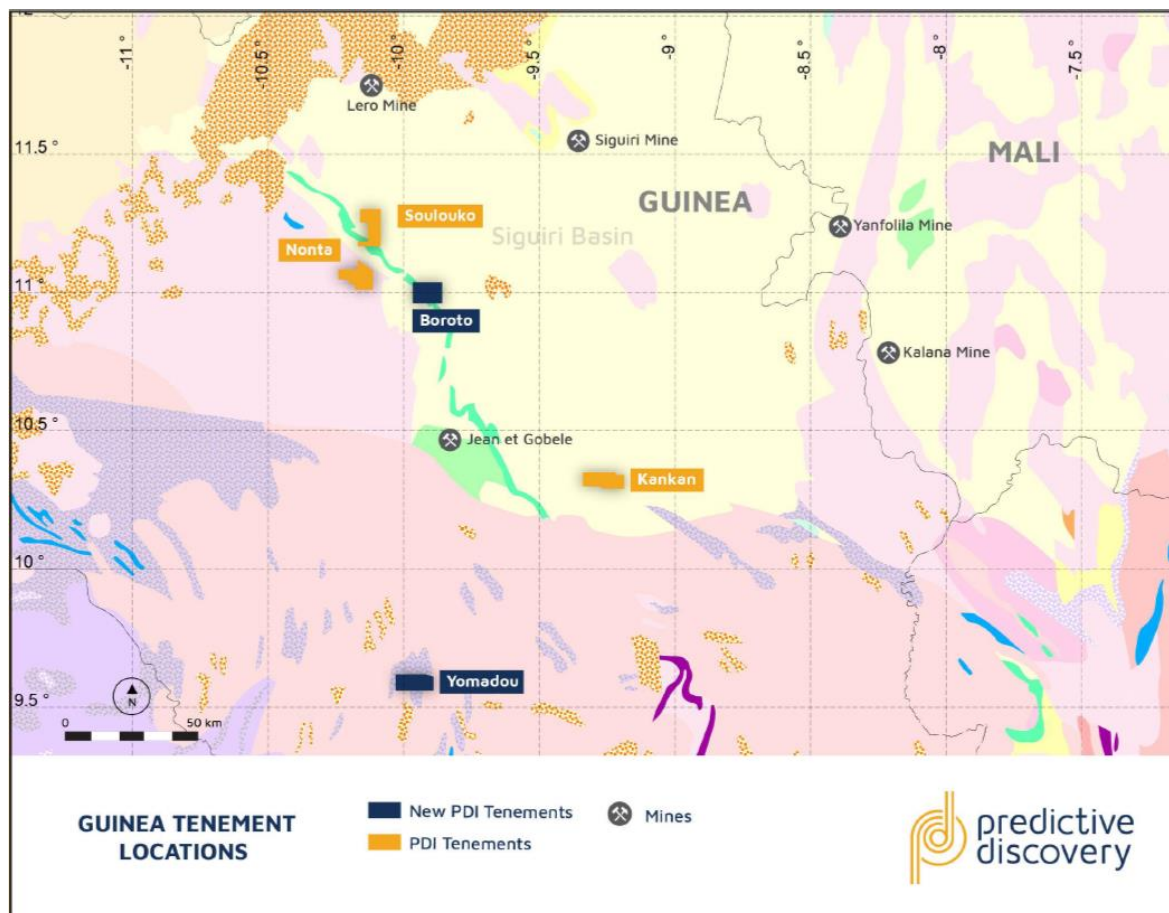 12
-11
-10.5
-10
-9.5
-9
-8.5
-8
-7.5
Lero Mine
Siguiri Mine
11.5 °
MALI
GUINEA
Soulouko
Yanfolila Mine
Siguiri Basin
Nonta
11 °
Boroto
Kalana Mine
10.5 °
Jean et Gobele
Kankan
10 °
Yomadou
9.5 °
N
0 50 km
GUINEA TENEMENT
LOCATIONS
New PDI Tenements
PDI Tenements
Mines
predictive
discovery